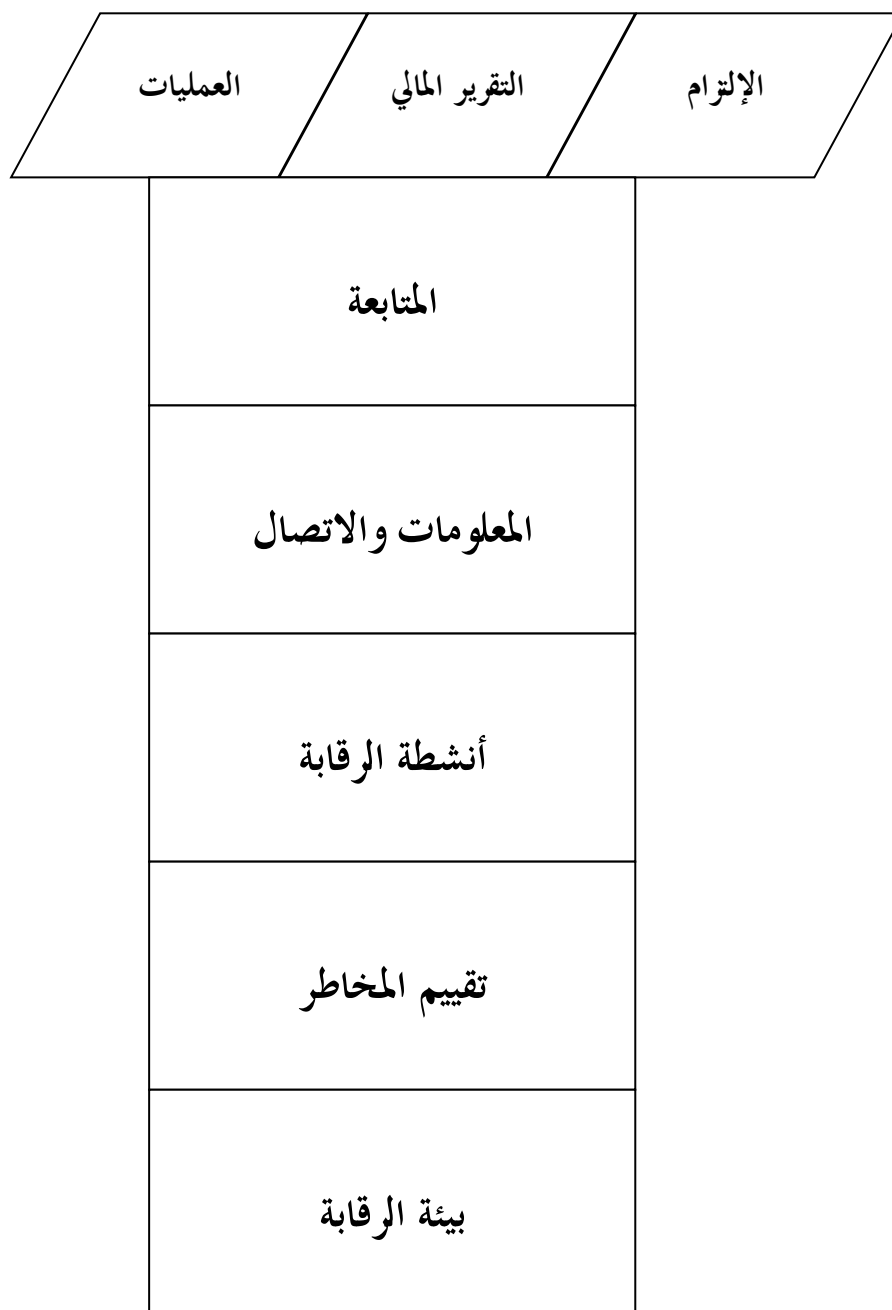 الإلتزام
التقرير المالي
العمليات
المتابعة
المعلومات والاتصال
أنشطة الرقابة
تقييم المخاطر
بيئة الرقابة